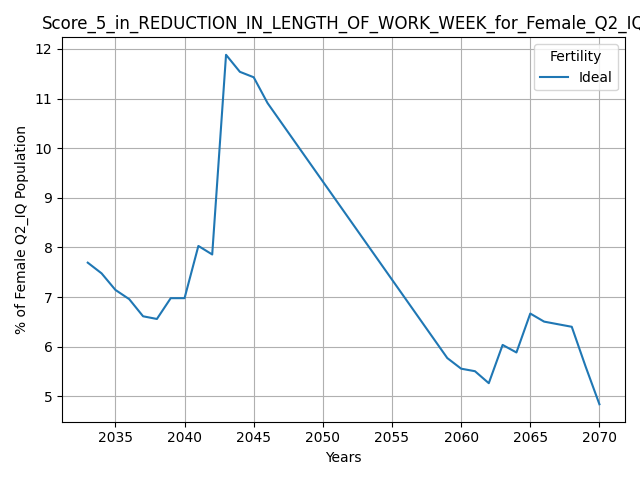 Score_5_in_REDUCTION_IN_LENGTH_OF_WORK_WEEK_for_Female_Q2_IQ
Fertility
Ideal
% of Female Q2_IQ Population
12
11
10
9
8
7
6
5
2035 2040 2045 2050 2055 2060 2065 2070
Years